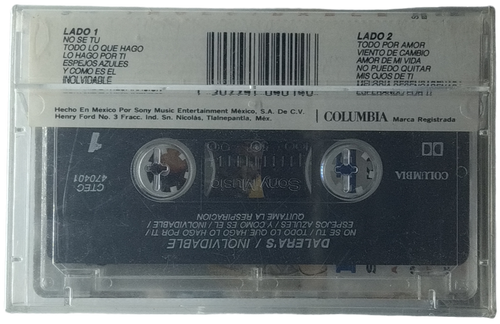 LADO 1
NO SE TU
TODO LO QUE HAGO
LO HAGO POR TI
ESPEJOS AZULES
Y COMO ES EL
INOLVIDABLE
LADO 2
TODO POR AMOR
VIENTO DE CAMBIO
AMOR DE MI VIDA
NO PUEDO QUITAR
MIS OJOS DE TI
Hecho En Mexico Por Sony Music Entertainment México, S.A. De C.V.
Henry Ford No. 3 Fracc. Ind. Sn. Nicolás, Tlalnepantla, Méx.
COLUMBIA Marca Registrada
1
CTEC
470401
Sony Music
COLUMBIA
DALERA'S / INOLVIDABLE
NO SE TU / TODO LO QUE HAGO LO HAGO POR TI /
ESPEJOS AZULES / Y COMO ES EL / INOLVIDABLE /
QUITAME LA RESPIRACION